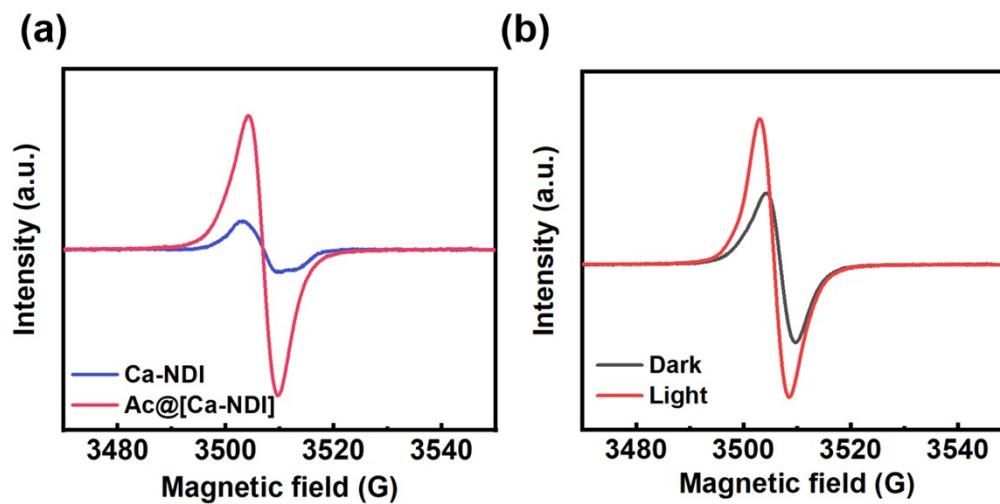 (a)
Intensity (a.u.)
Ca-NDI
Ac@[Ca-NDI]
3480 3500 3520 3540
Magnetic field (G)
(b)
Intensity (a.u.)
Dark
Light
3480 3500 3520 3540
Magnetic field (G)